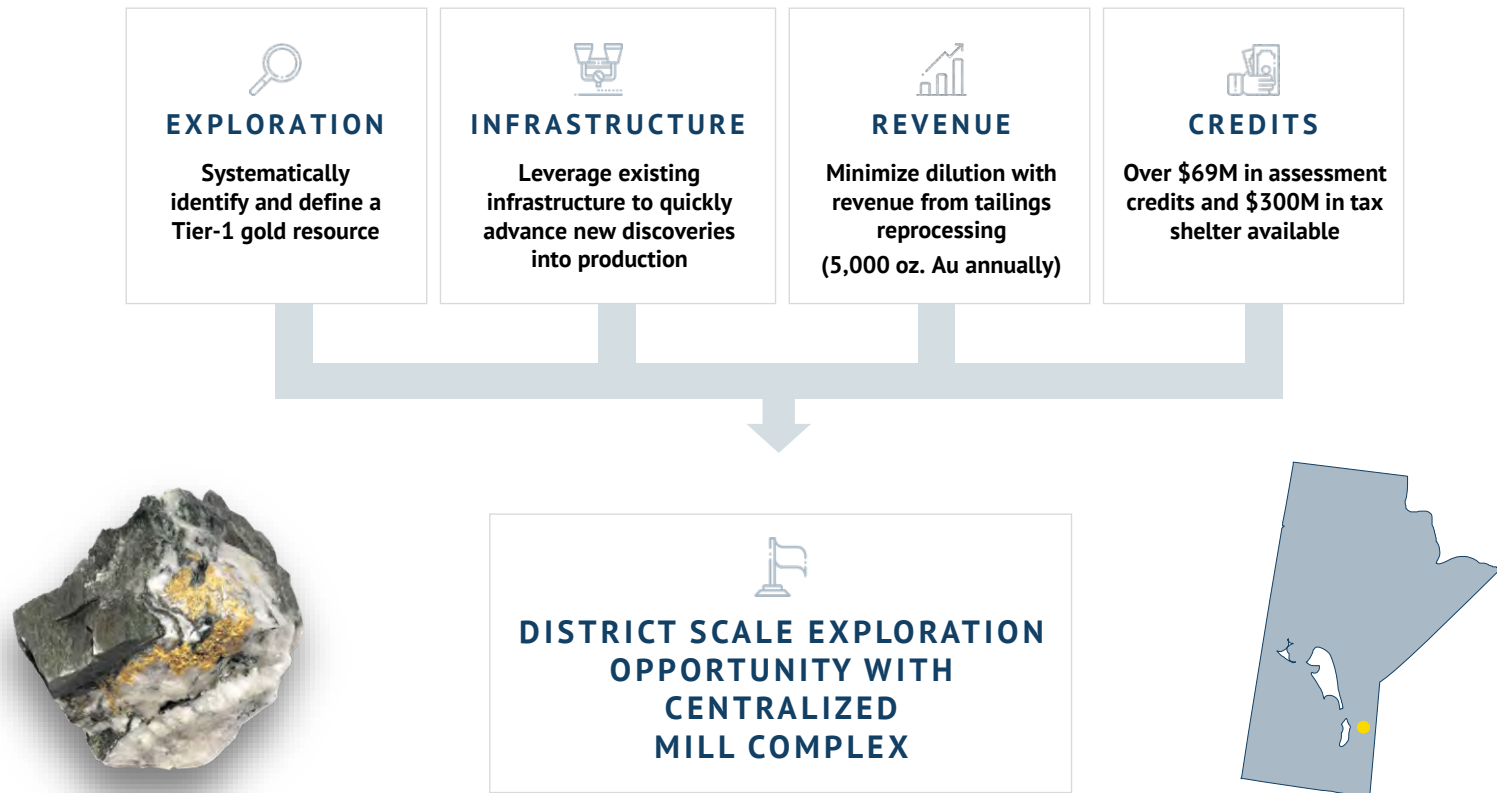 EXPLORATION
Systematically
identify and define a
Tier-1 gold resource
INFRASTRUCTURE
Leverage existing
infrastructure to quickly
advance new discoveries
into production
REVENUE
Minimize dilution with
revenue from tailings
reprocessing
(5,000 oz. Au annually)
CREDITS
Over $69M in assessment
credits and $300M in tax
shelter available
DISTRICT SCALE EXPLORATION
OPPORTUNITY WITH
CENTRALIZED
MILL COMPLEX